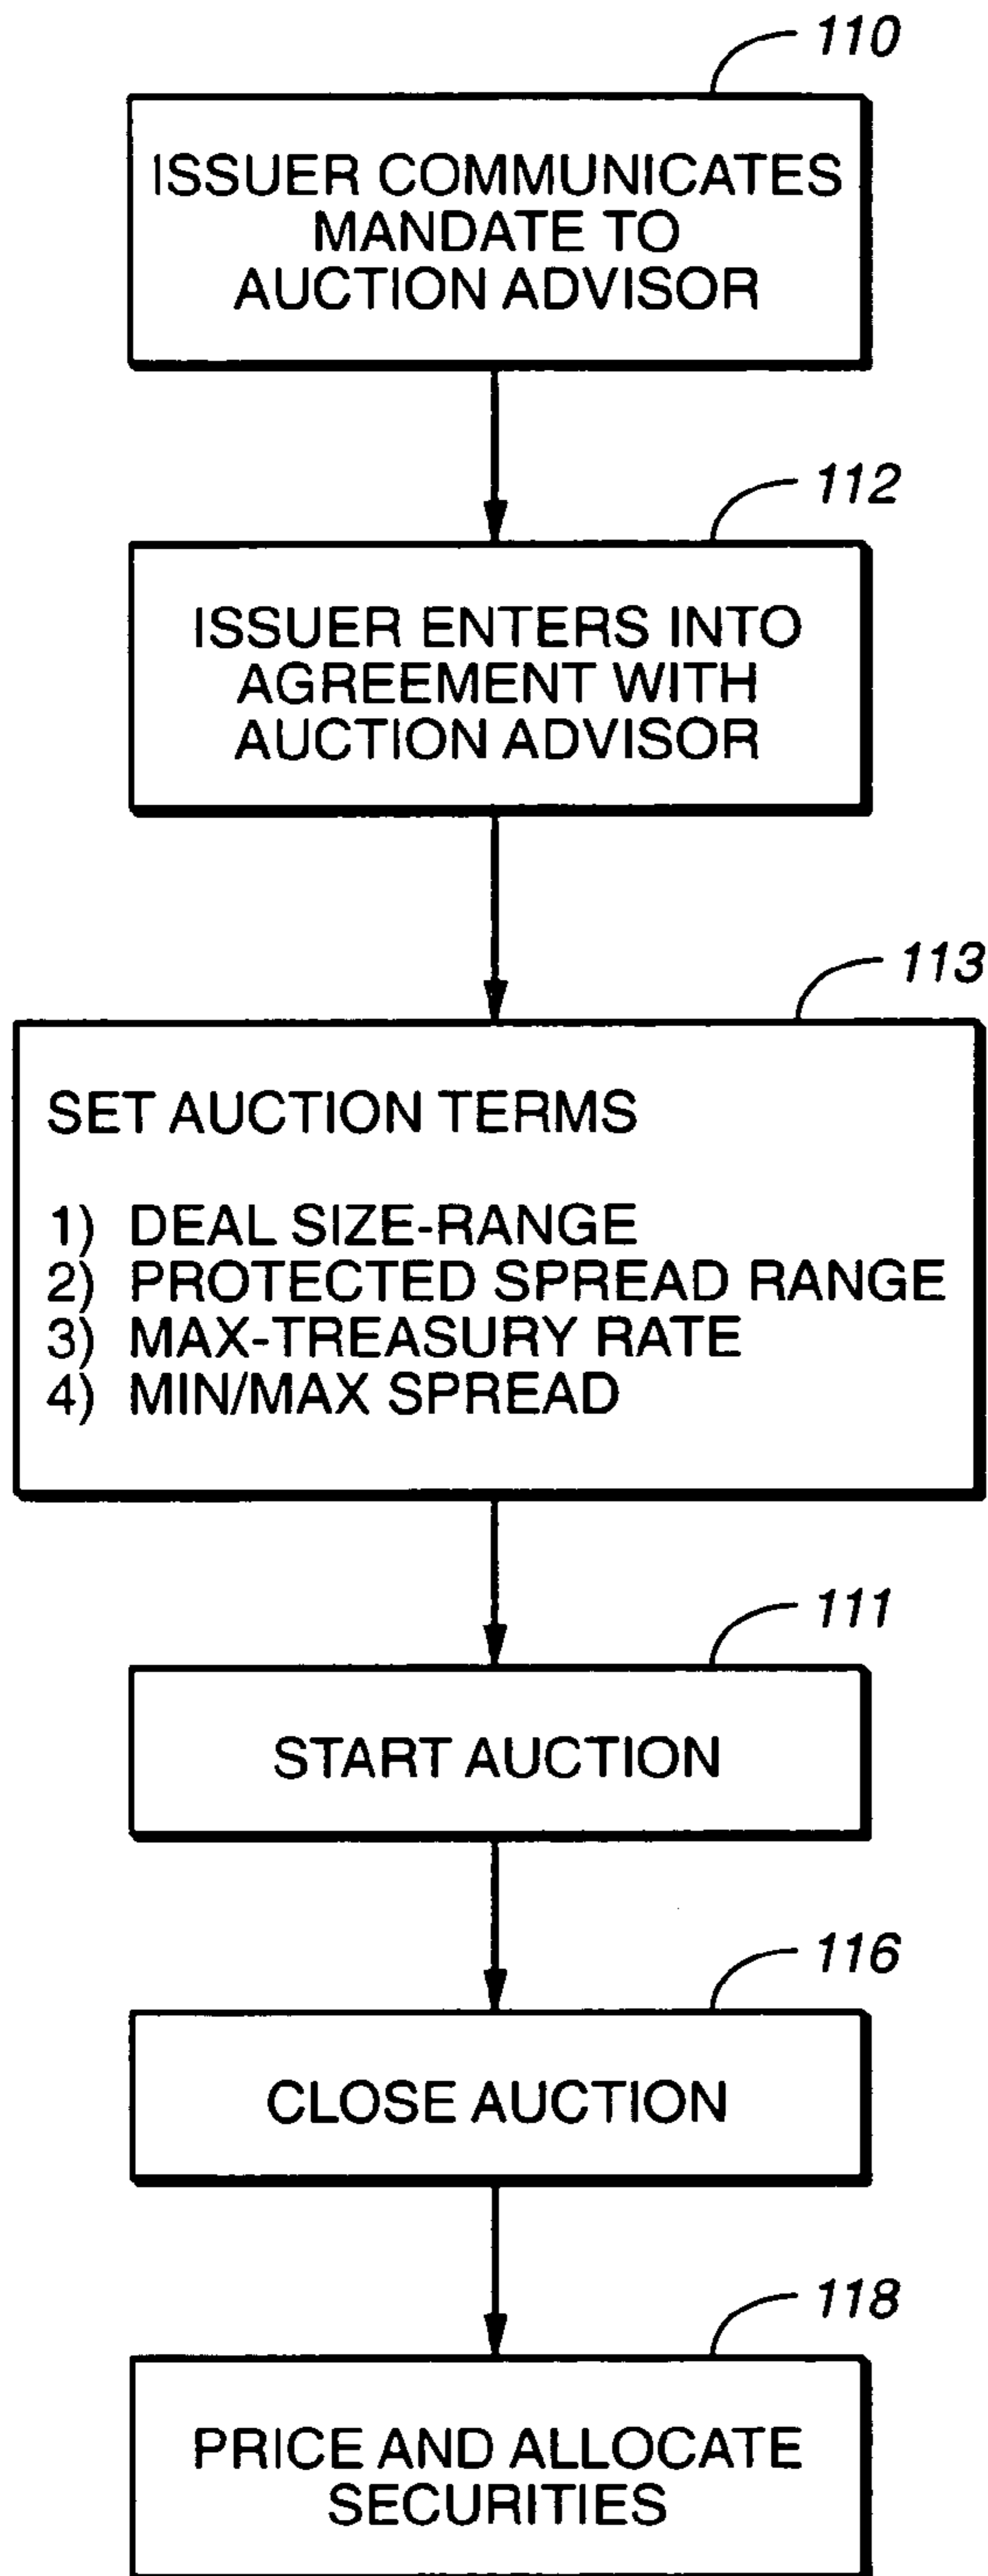 110
ISSUER COMMUNICATES
MANDATE TO
AUCTION ADVISOR
112
ISSUER ENTERS INTO
AGREEMENT WITH
AUCTION ADVISOR
113
SET AUCTION TERMS
1) DEAL SIZE-RANGE
2) PROTECTED SPREAD RANGE
3) MAX-TREASURY RATE
4) MIN/MAX SPREAD
111
START AUCTION
116
CLOSE AUCTION
118
PRICE AND ALLOCATE
SECURITIES